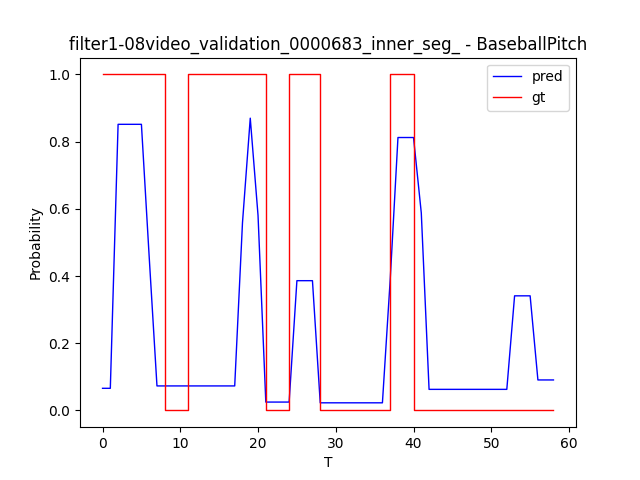 filter1-08video_validation_0000683_inner_seg_ - BaseballPitch
pred
gt
1.0
0.8
0.6
0.4
0.2
0.0
Probability
0
10
20
30
40
50
60
T